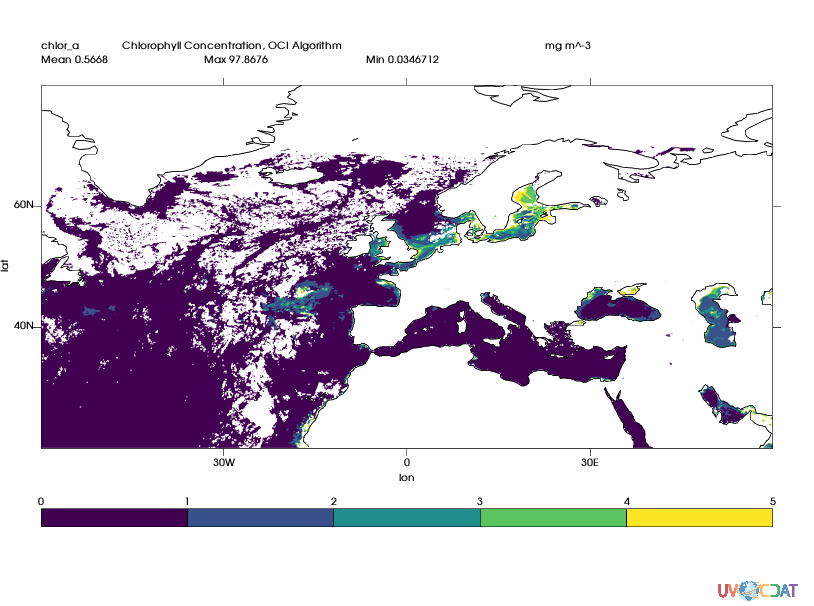 chlor_a Chlorophyll Concentration, OCI Algorithm mg m^-3
Mean 0.5668 Max 97.8676 Min 0.0346712
60N
lat
40N
30W 0 30E
lon
0 1 2 3 4 5
UV CDAT